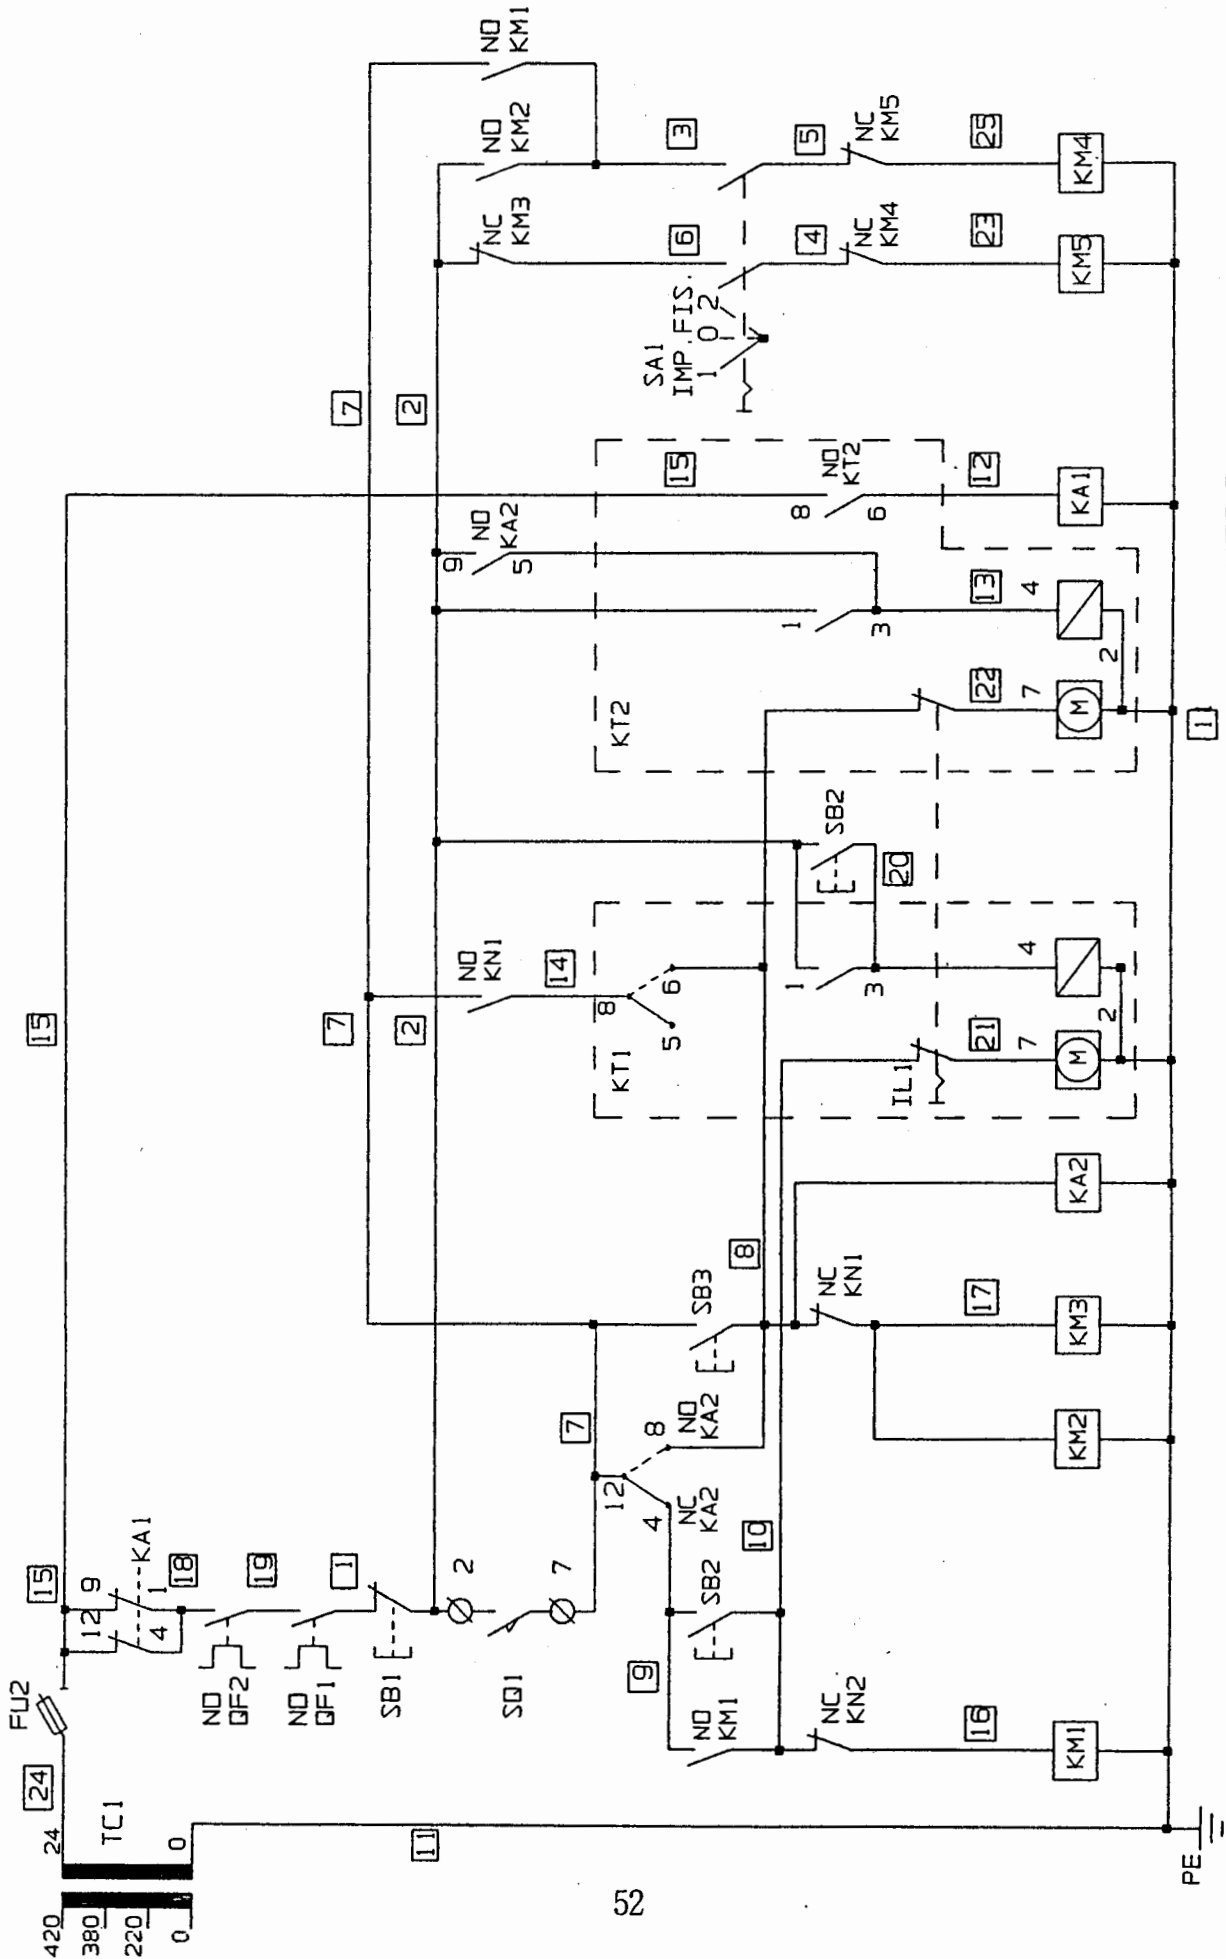 420
380
220
0
24
0
TC1
24
FU2
15
12
9
KA1
4
1
18
NO
QF2
19
NO
QF1
1
SB1
2
SQ1
7
11
PE
9
NO
KM1
SB2
10
NC
KN2
16
KM1
7
12
4
8
NC
KA2
NO
KA2
SB3
8
NC
KN1
17
KM2
KM3
KA2
15
7
2
NO
KN1
14
8
5
6
KT1
IL1
21
7
M
1
3
4
2
SB2
20
KT2
22
7
M
1
3
13
4
2
NO
KA2
9
5
15
NO
KT2
8
6
12
KA1
11
7
2
SA1
IMP.FIS.
1
0
2
NC
KM3
6
4
NC
KM4
23
KM5
NO
KM2
NO
KM1
3
5
NC
KM5
25
KM4
52